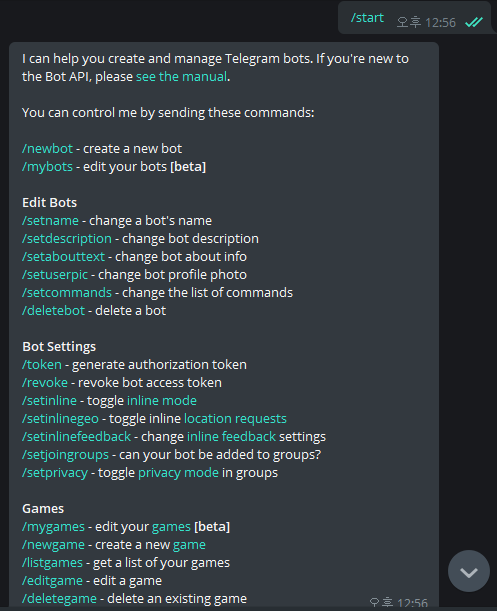 /start 오후 12:56
I can help you create and manage Telegram bots. If you're new to
the Bot API, please see the manual.
You can control me by sending these commands:
/newbot - create a new bot
/mybots - edit your bots [beta]
Edit Bots
/setname - change a bot's name
/setdescription - change bot description
/setabouttext - change bot about info
/setuserpic - change bot profile photo
/setcommands - change the list of commands
/deletebot - delete a bot
Bot Settings
/token - generate authorization token
/revoke - revoke bot access token
/setinline - toggle inline mode
/setinlinegeo - toggle inline location requests
/setinlinefeedback - change inline feedback settings
/setjoingroups - can your bot be added to groups?
/setprivacy - toggle privacy mode in groups
Games
/mygames - edit your games [beta]
/newgame - create a new game
/listgames - get a list of your games
/editgame - edit a game
/deletegame - delete an existing game
오후 12:56